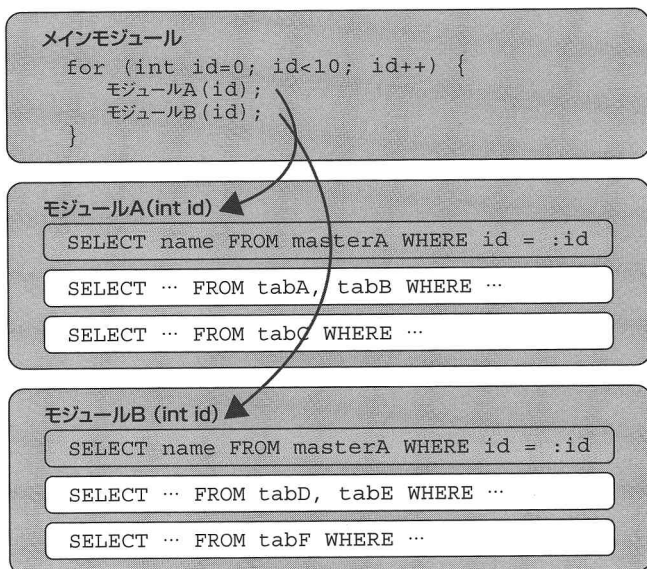 メインモジュール
for (int id=0; id<10; id++) {
モジュールA(id);
モジュールB(id);
}
モジュールA(int id)
SELECT name FROM masterA WHERE id = :id
SELECT … FROM tabA, tabB WHERE …
SELECT … FROM tabC WHERE …
モジュールB (int id)
SELECT name FROM masterA WHERE id = :id
SELECT … FROM tabD, tabE WHERE …
SELECT … FROM tabF WHERE …